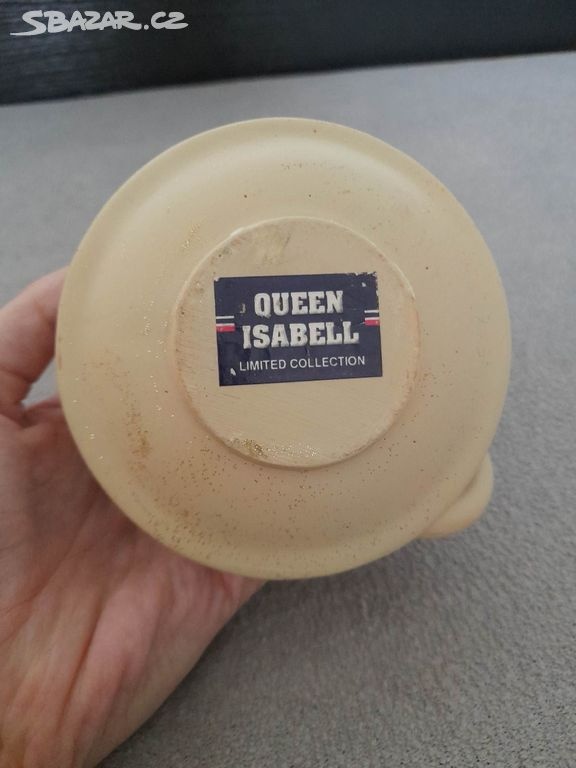 SBAZAR.CZ
QUEEN
ISABELL
LIMITED COLLECTION